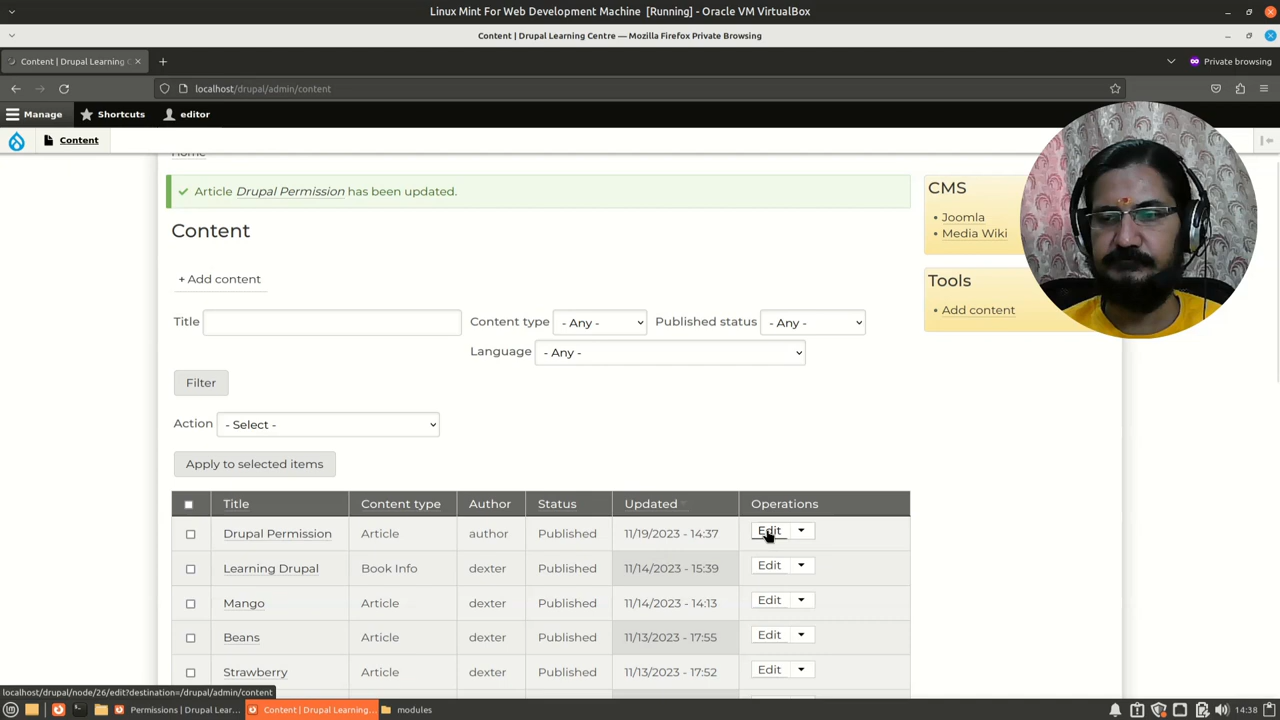 Linux Mint For Web Development Machine [Running] - Oracle VM VirtualBox
Content | Drupal Learning Centre — Mozilla Firefox Private Browsing
Content | Drupal Learning C
Private browsing
localhost/drupal/admin/content
Manage Shortcuts editor
Content
Home
Article Drupal Permission has been updated.
Content
+ Add content
Title Content type - Any - Published status - Any -
Language - Any -
Filter
Action - Select -
Apply to selected items
Title Content type Author Status Updated Operations
Drupal Permission Article author Published 11/19/2023 - 14:37 Edit
Learning Drupal Book Info dexter Published 11/14/2023 - 15:39 Edit
Mango Article dexter Published 11/14/2023 - 14:13 Edit
Beans Article dexter Published 11/13/2023 - 17:55 Edit
Strawberry Article dexter Published 11/13/2023 - 17:52 Edit
CMS
Joomla
Media Wiki
Tools
Add content
localhost/drupal/node/26/edit?destination=/drupal/admin/content
Permissions | Drupal Lear... Content | Drupal Learning... modules 14:38